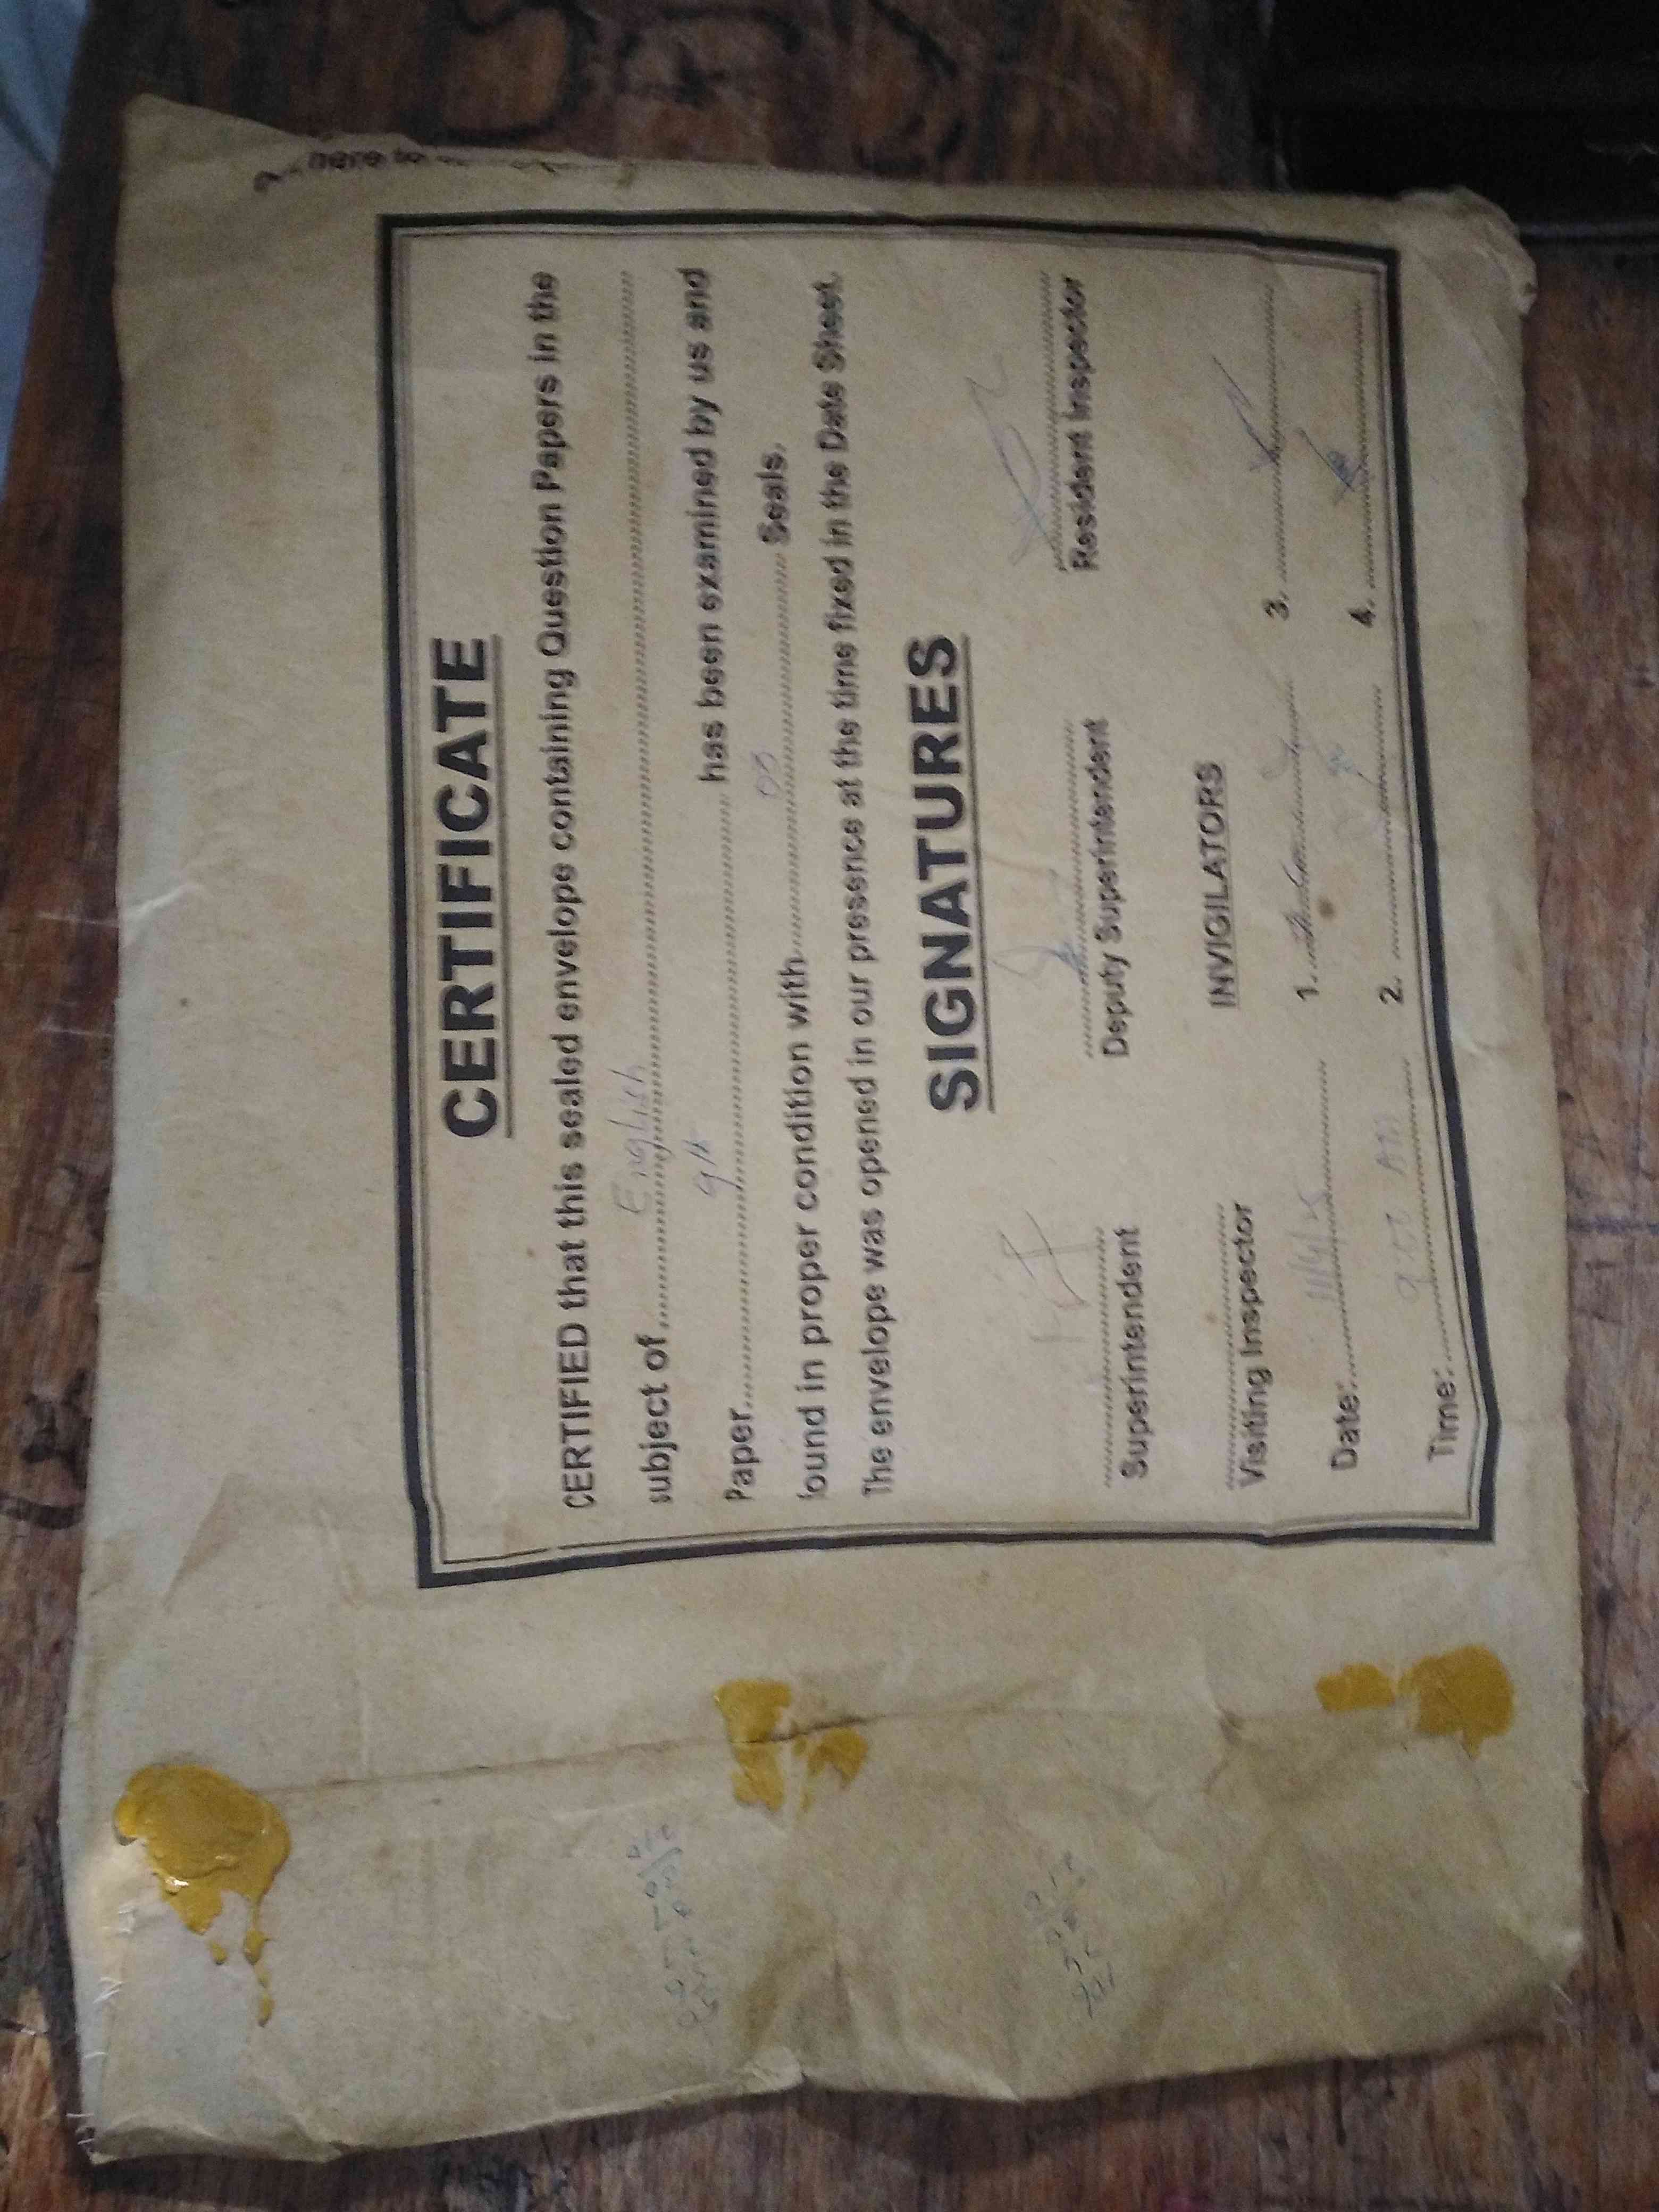 here to
CERTIFICATE
CERTIFIED that this sealed envelope containing Question Papers in the
subject of......English......
Paper......9th...... has been examined by us and
found in proper condition with......03...... Seals.
The envelope was opened in our presence at the time fixed in the Date Sheet.
SIGNATURES
Superintendent Deputy Superintendent Resident Inspector
Visiting Inspector INVIGILATORS
Date:...... 1. 3.
Time:...... AM 2. 4.